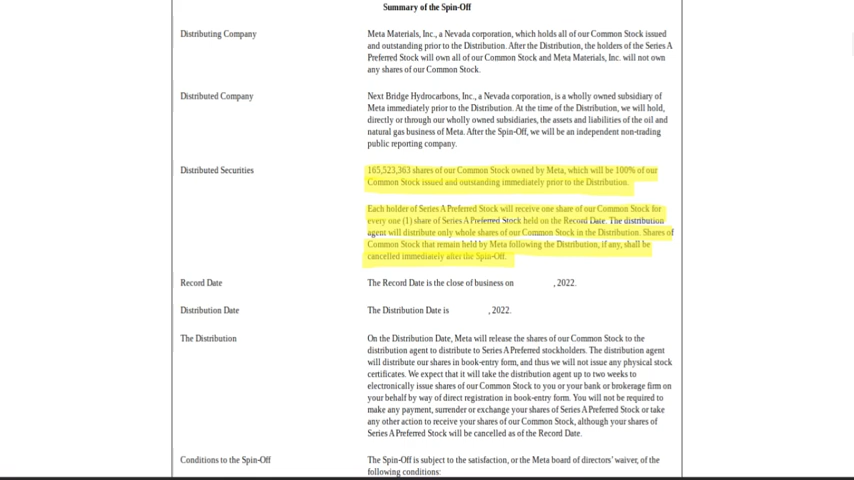 Summary of the Spin-Off
Distributing Company
Meta Materials, Inc., a Nevada corporation, which holds all of our Common Stock issued
and outstanding prior to the Distribution. After the Distribution, the holders of the Series A
Preferred Stock will own all of our Common Stock and Meta Materials, Inc. will not own
any shares of our Common Stock.
Distributed Company
Next Bridge Hydrocarbons, Inc., a Nevada corporation, is a wholly owned subsidiary of
Meta immediately prior to the Distribution. At the time of the Distribution, we will hold,
directly or through our wholly owned subsidiaries, the assets and liabilities of the oil and
natural gas business of Meta. After the Spin-Off, we will be an independent non-trading
public reporting company.
Distributed Securities
165,523,363 shares of our Common Stock owned by Meta, which will be 100% of our
Common Stock issued and outstanding immediately prior to the Distribution.
Each holder of Series A Preferred Stock will receive one share of our Common Stock for
every one (1) share of Series A Preferred Stock held on the Record Date. The distribution
agent will distribute only whole shares of our Common Stock in the Distribution. Shares of
Common Stock that remain held by Meta following the Distribution, if any, shall be
cancelled immediately after the Spin-Off.
Record Date
The Record Date is the close of business on , 2022.
Distribution Date
The Distribution Date is , 2022.
The Distribution
On the Distribution Date, Meta will release the shares of our Common Stock to the
distribution agent to distribute to Series A Preferred stockholders. The distribution agent
will distribute our shares in book-entry form, and thus we will not issue any physical stock
certificates. We expect that it will take the distribution agent up to two weeks to
electronically issue shares of our Common Stock to you or your bank or brokerage firm on
your behalf by way of direct registration in book-entry form. You will not be required to
make any payment, surrender or exchange your shares of Series A Preferred Stock or take
any other action to receive your shares of our Common Stock, although your shares of
Series A Preferred Stock will be cancelled as of the Record Date.
Conditions to the Spin-Off
The Spin-Off is subject to the satisfaction, or the Meta board of directors' waiver, of the
following conditions: